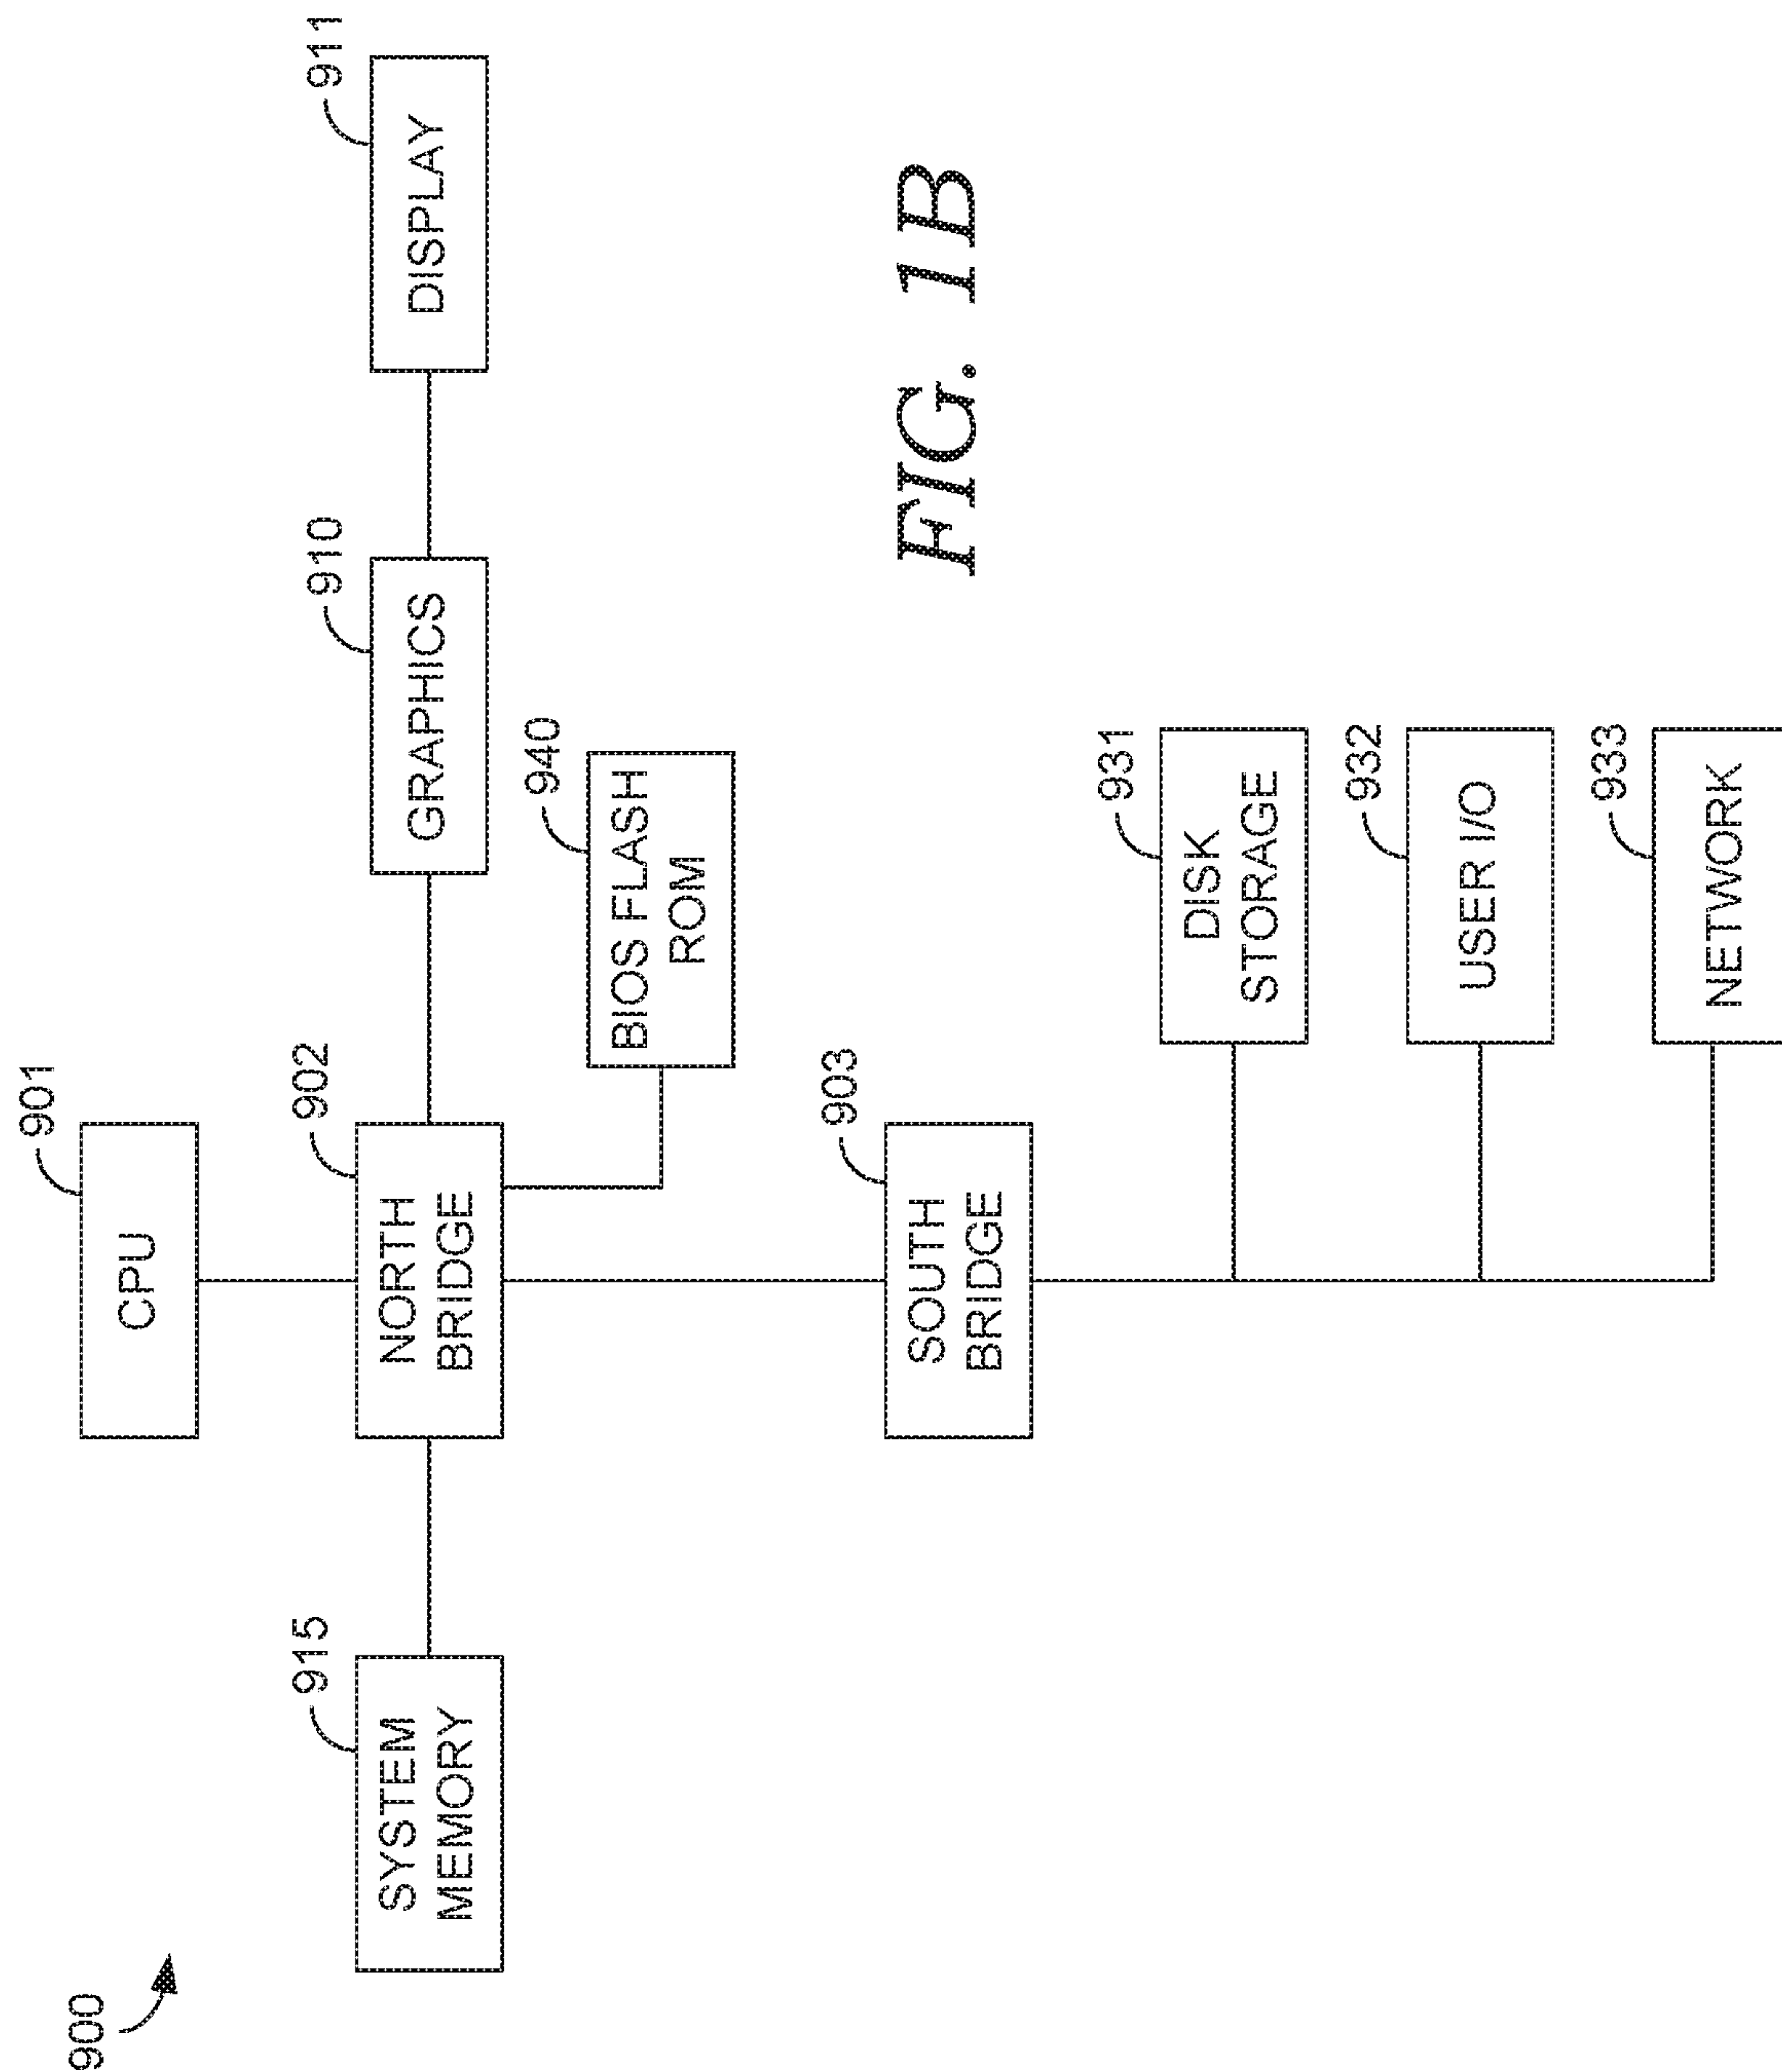 900
901
CPU
915
SYSTEM
MEMORY
902
NORTH
BRIDGE
910
GRAPHICS
911
DISPLAY
940
BIOS FLASH
ROM
903
SOUTH
BRIDGE
FIG. 1B
931
DISK
STORAGE
932
USER I/O
933
NETWORK